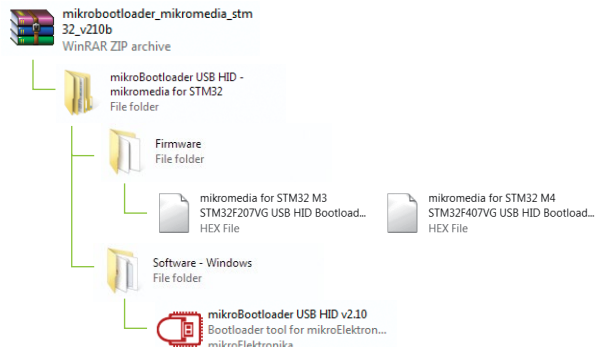 mikrobootloader_mikromedia_stm
32_v210b
WinRAR ZIP archive
mikroBootloader USB HID -
mikromedia for STM32
File folder
Firmware
File folder
mikromedia for STM32 M3
STM32F207VG USB HID Bootload...
HEX File
mikromedia for STM32 M4
STM32F407VG USB HID Bootload...
HEX File
Software - Windows
File folder
mikroBootloader USB HID v2.10
Bootloader tool for mikroElektron...
mikroElektronika